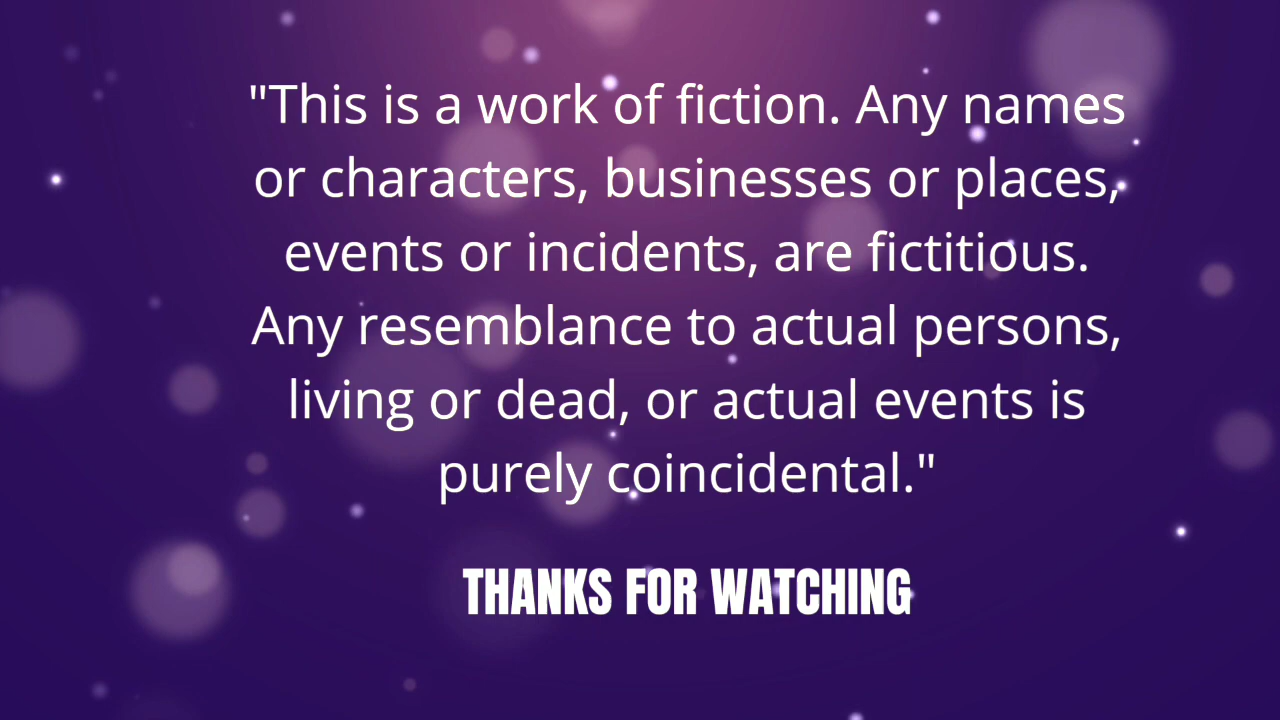 "This is a work of fiction. Any names
or characters, businesses or places,
events or incidents, are fictitious.
Any resemblance to actual persons,
living or dead, or actual events is
purely coincidental."
THANKS FOR WATCHING